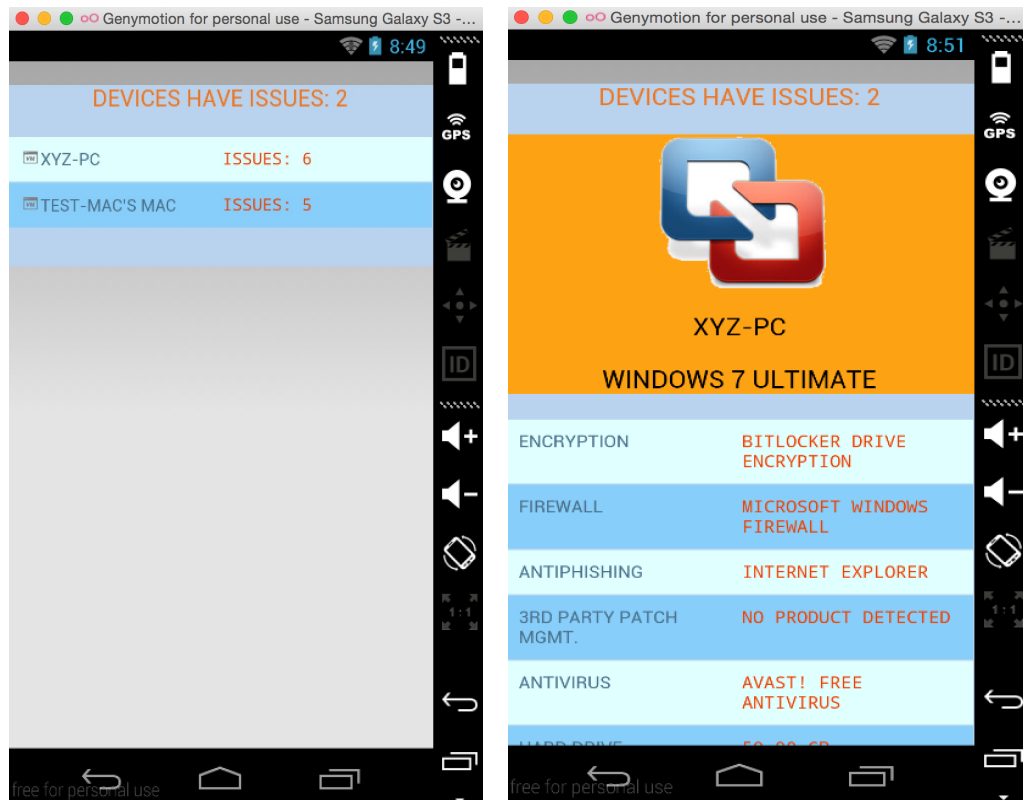 Genymotion for personal use - Samsung Galaxy S3 -...
8:49
GPS
DEVICES HAVE ISSUES: 2
XYZ-PC ISSUES: 6
TEST-MAC'S MAC ISSUES: 5
ID
1:1
free for personal use
Genymotion for personal use - Samsung Galaxy S3 -...
8:51
GPS
DEVICES HAVE ISSUES: 2
XYZ-PC
WINDOWS 7 ULTIMATE
ID
ENCRYPTION BITLOCKER DRIVE
ENCRYPTION
FIREWALL MICROSOFT WINDOWS
FIREWALL
ANTIPHISHING INTERNET EXPLORER
3RD PARTY PATCH NO PRODUCT DETECTED
MGMT.
1:1
ANTIVIRUS AVAST! FREE
ANTIVIRUS
HARD DRIVE
free for personal use